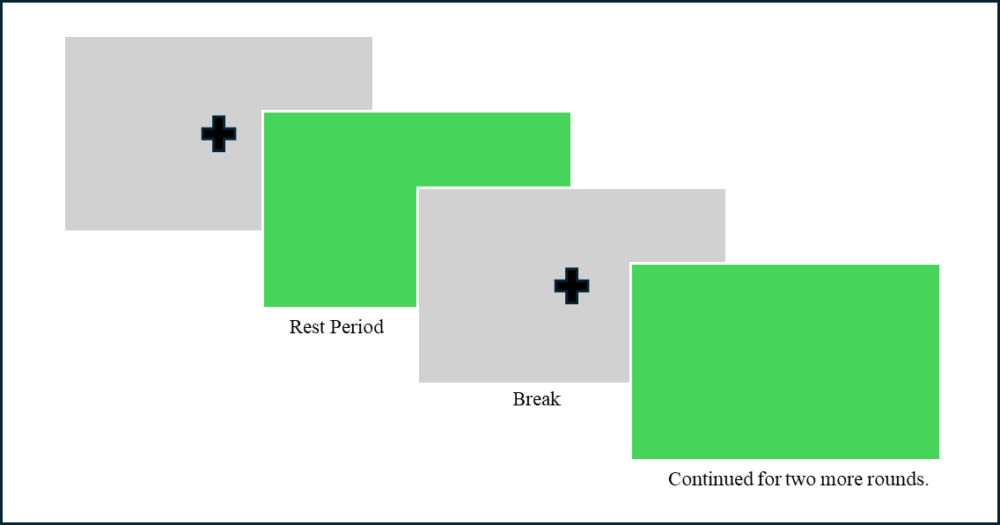 Rest Period
Break
Continued for two more rounds.